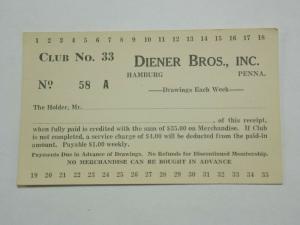 1 2 3 4 5 6 7 8 9 10 11 12 13 14 15 16 17 18
CLUB No. 33
DIENER BROS., INC.
HAMBURG PENNA.
No 58 A
——Drawings Each Week——
The Holder, Mr.
, of this receipt,
when fully paid is credited with the sum of $35.00 on Merchandise. If Club
is not completed, a service charge of $4.00 will be deducted from the paid-in
amount. Payable $1.00 weekly.
Payments Due in Advance of Drawings. No Refunds for Discontinued Membership.
NO MERCHANDISE CAN BE BOUGHT IN ADVANCE
19 20 21 22 23 24 25 26 27 28 29 30 31 32 33 34 35